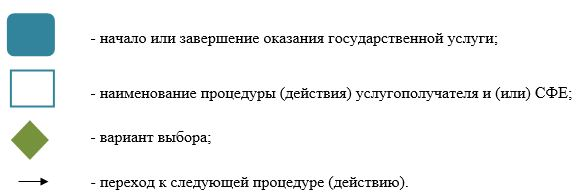 - начало или завершение оказания государственной услуги;
- наименование процедуры (действия) услугополучателя и (или) СФЕ;
- вариант выбора;
- переход к следующей процедуре (действию).